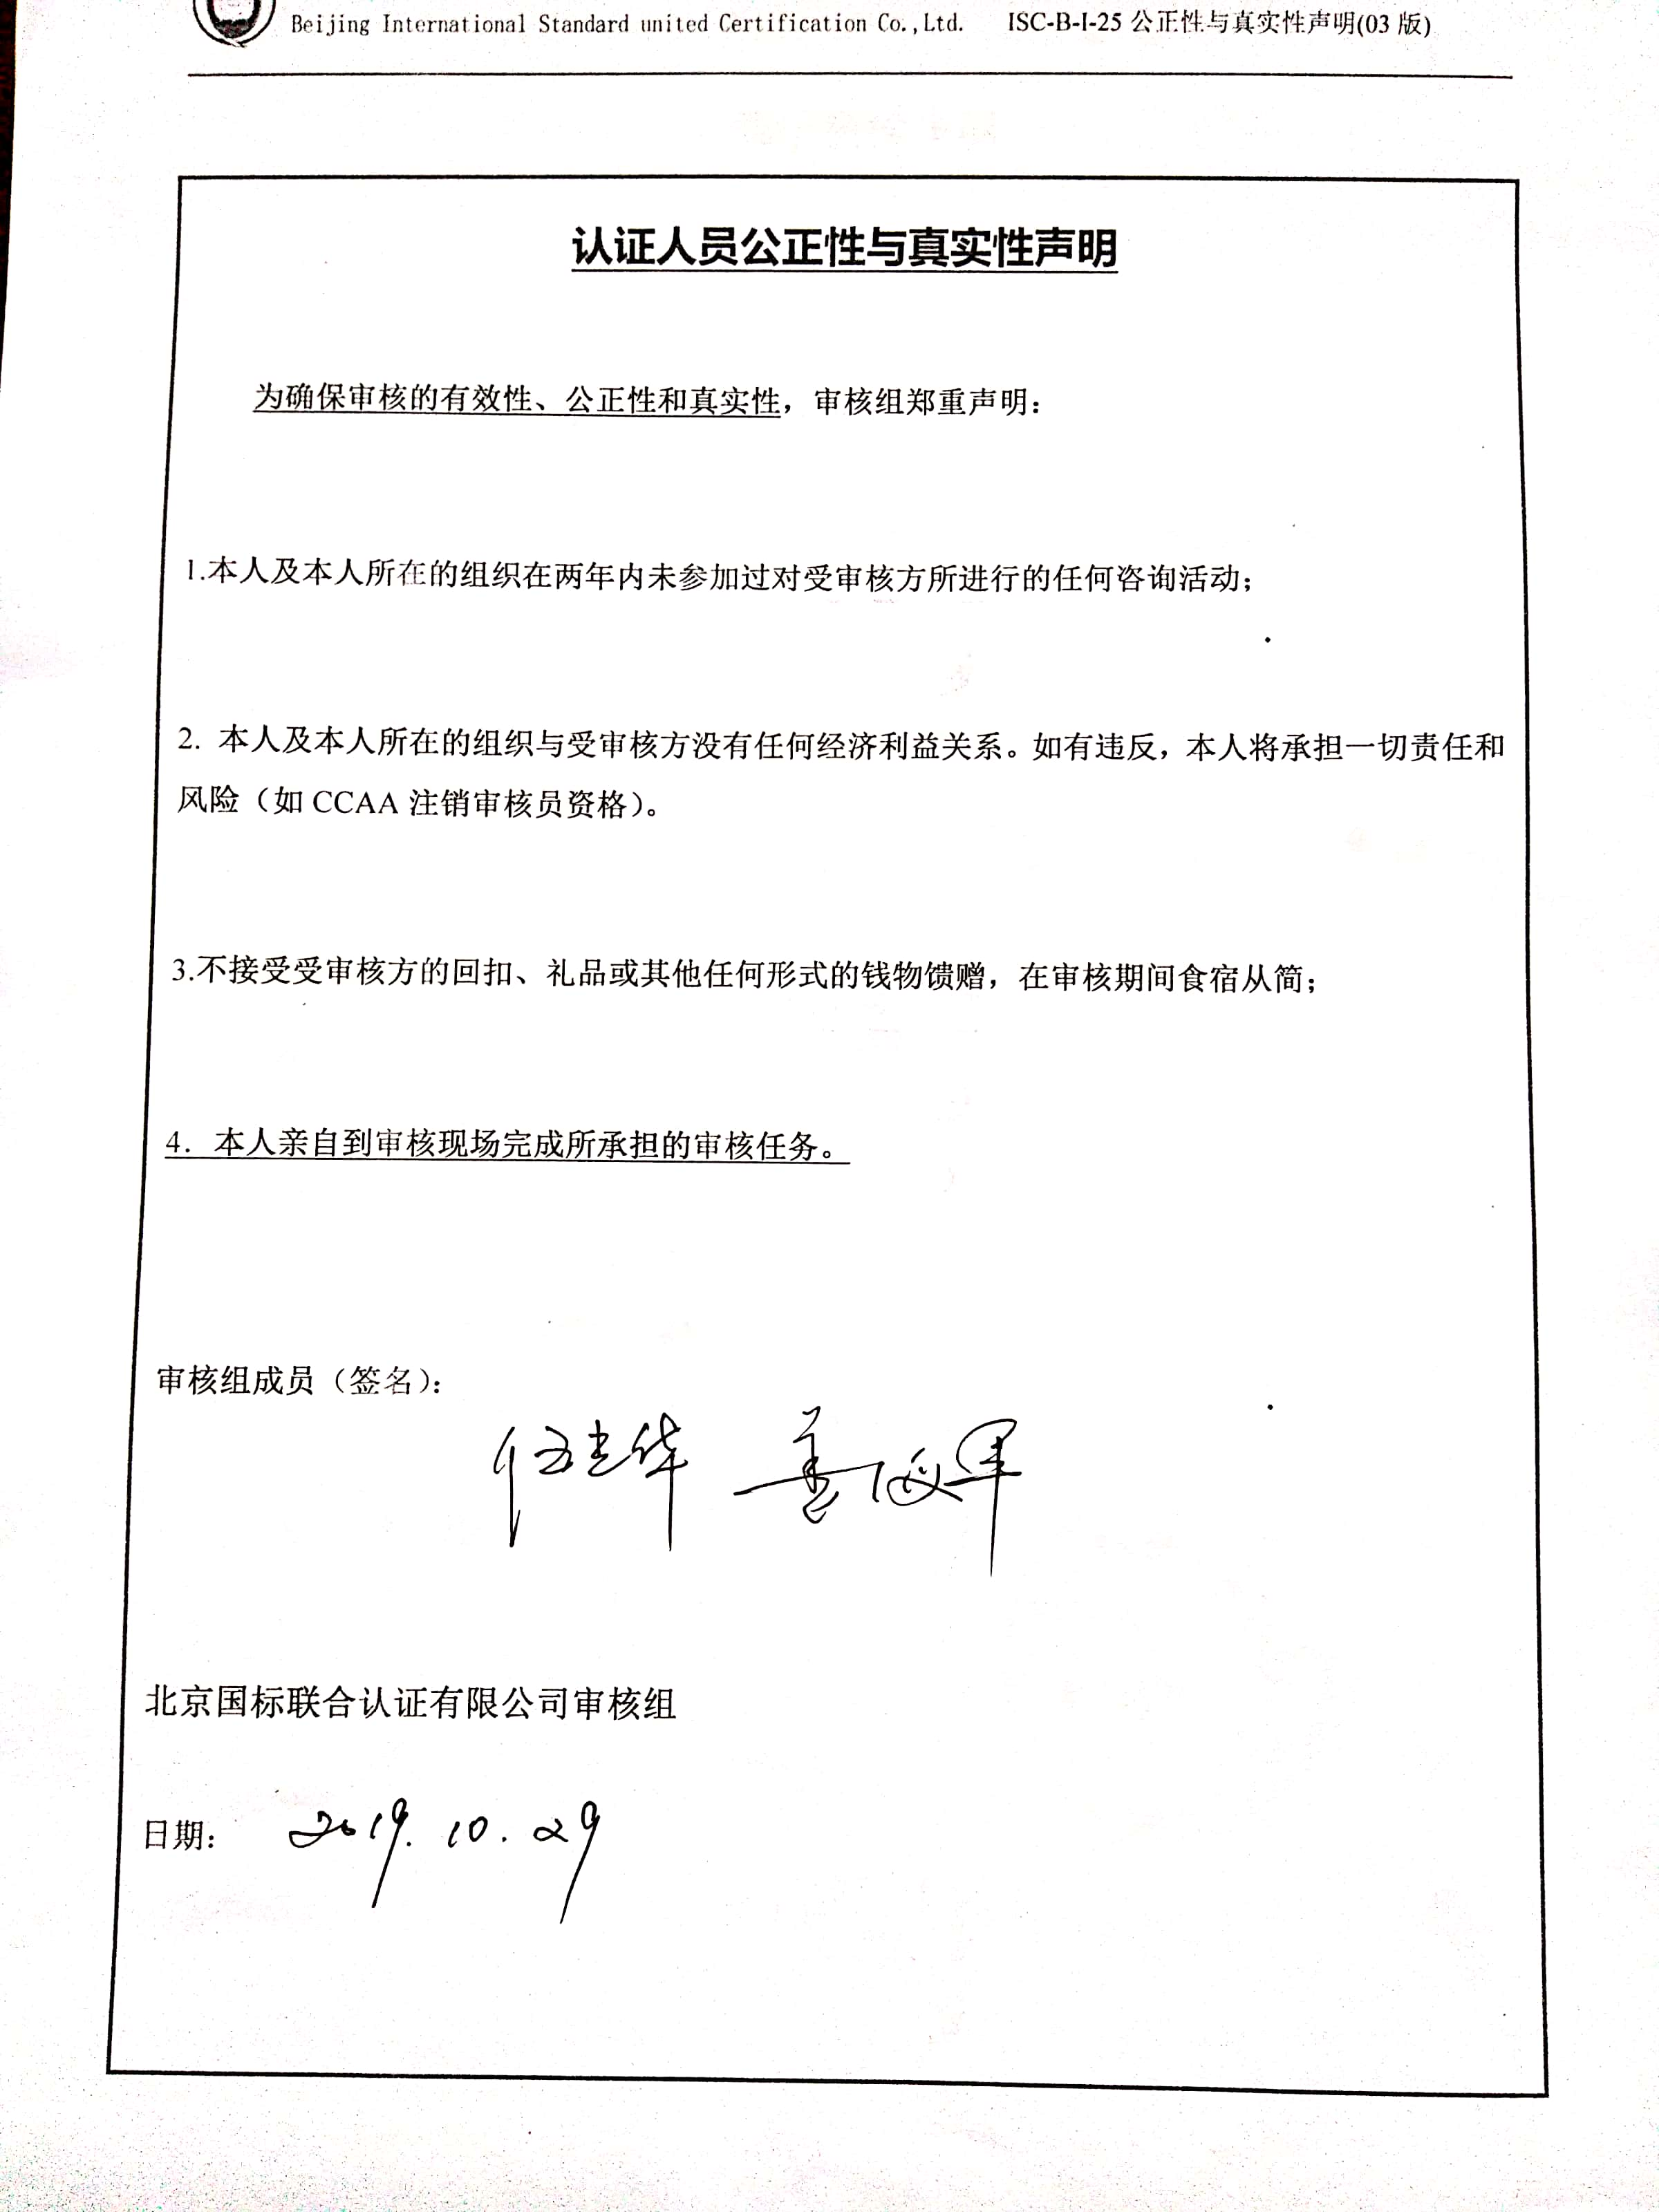 Beijing International Standard united Certification Co.,Ltd. ISC-B-I-25 公正性与真实性声明(03 版)
认证人员公正性与真实性声明
为确保审核的有效性、公正性和真实性，审核组郑重声明：
1.本人及本人所在的组织在两年内未参加过对受审核方所进行的任何咨询活动；
2. 本人及本人所在的组织与受审核方没有任何经济利益关系。如有违反，本人将承担一切责任和
风险（如 CCAA 注销审核员资格）。
3.不接受受审核方的回扣、礼品或其他任何形式的钱物馈赠，在审核期间食宿从简；
4. 本人亲自到审核现场完成所承担的审核任务。
审核组成员（签名）：
伍光华
北京国标联合认证有限公司审核组
日期： 2019.10.29